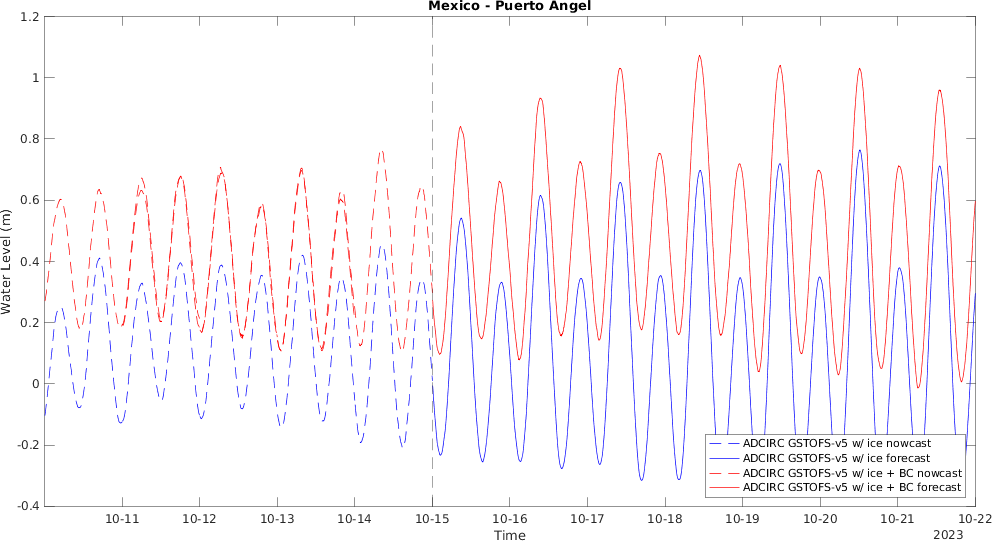 Mexico - Puerto Angel
1.2
1
0.8
0.6
0.4
0.2
0
-0.2
-0.4
Water Level (m)
ADCIRC GSTOFS-v5 w/ ice nowcast
ADCIRC GSTOFS-v5 w/ ice forecast
ADCIRC GSTOFS-v5 w/ ice + BC nowcast
ADCIRC GSTOFS-v5 w/ ice + BC forecast
10-11 10-12 10-13 10-14 10-15 10-16 10-17 10-18 10-19 10-20 10-21 10-22
Time
2023